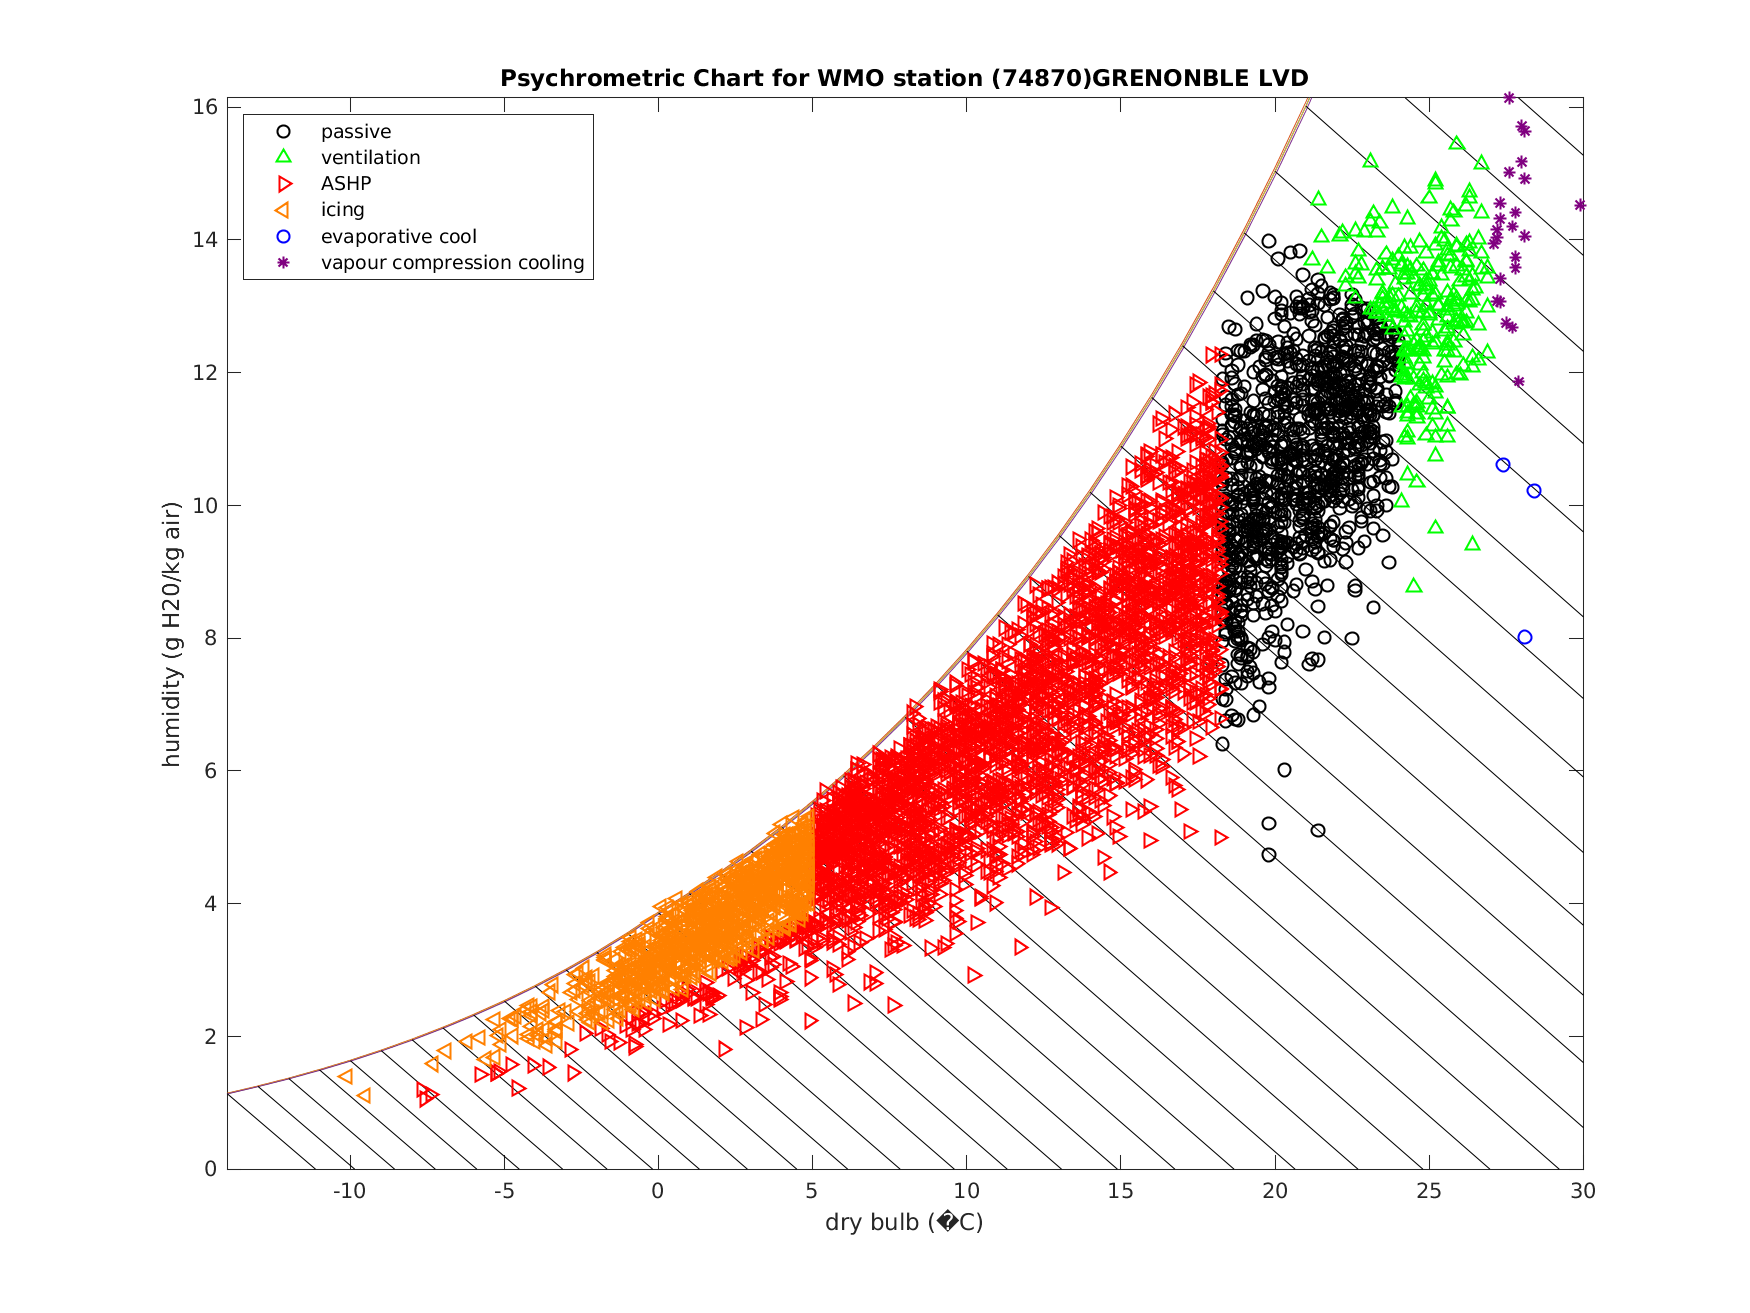 Psychrometric Chart for WMO station (74870)GRENONBLE LVD
16
14
12
10
8
6
4
2
0
humidity (g H20/kg air)
passive
ventilation
ASHP
icing
evaporative cool
vapour compression cooling
-10 -5 0 5 10 15 20 25 30
dry bulb (�C)